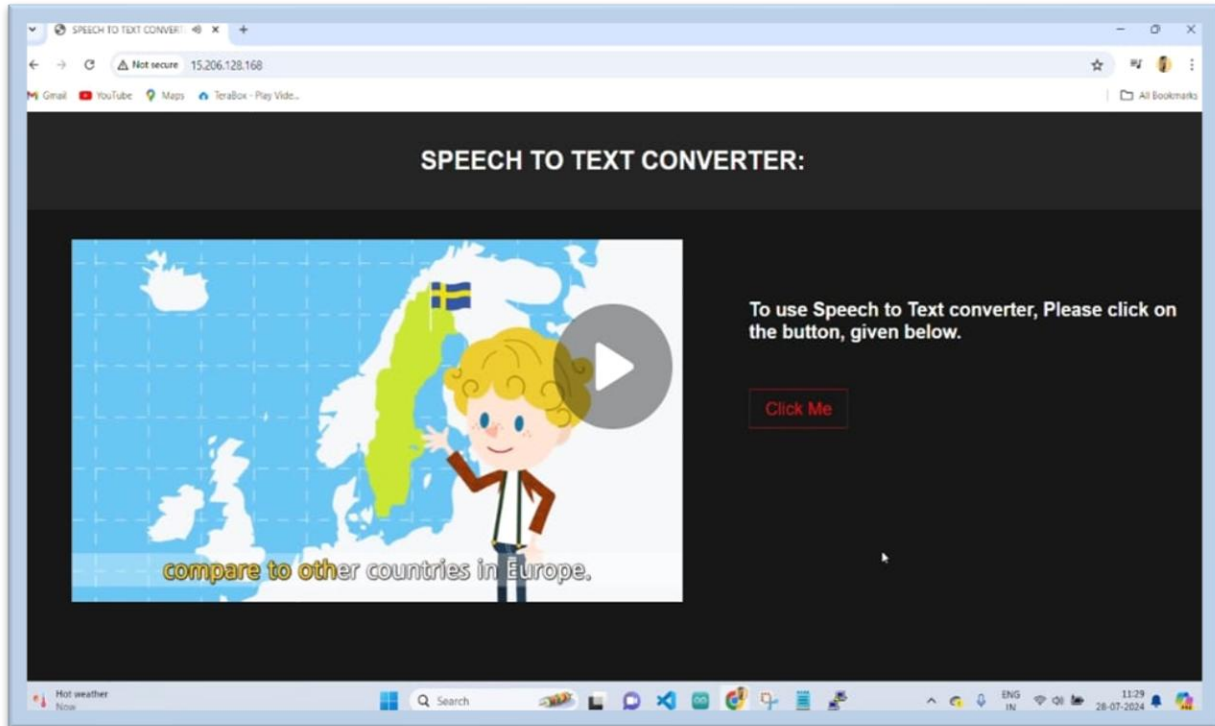 SPEECH TO TEXT CONVERT
Not secure 15.206.128.168
Gmail YouTube Maps TeraBox - Play Vide... All Bookmarks
SPEECH TO TEXT CONVERTER:
To use Speech to Text converter, Please click on
the button, given below.
Click Me
compare to other countries in Europe.
Hot weather
Now
Search
ENG
IN
11:29
28-07-2024